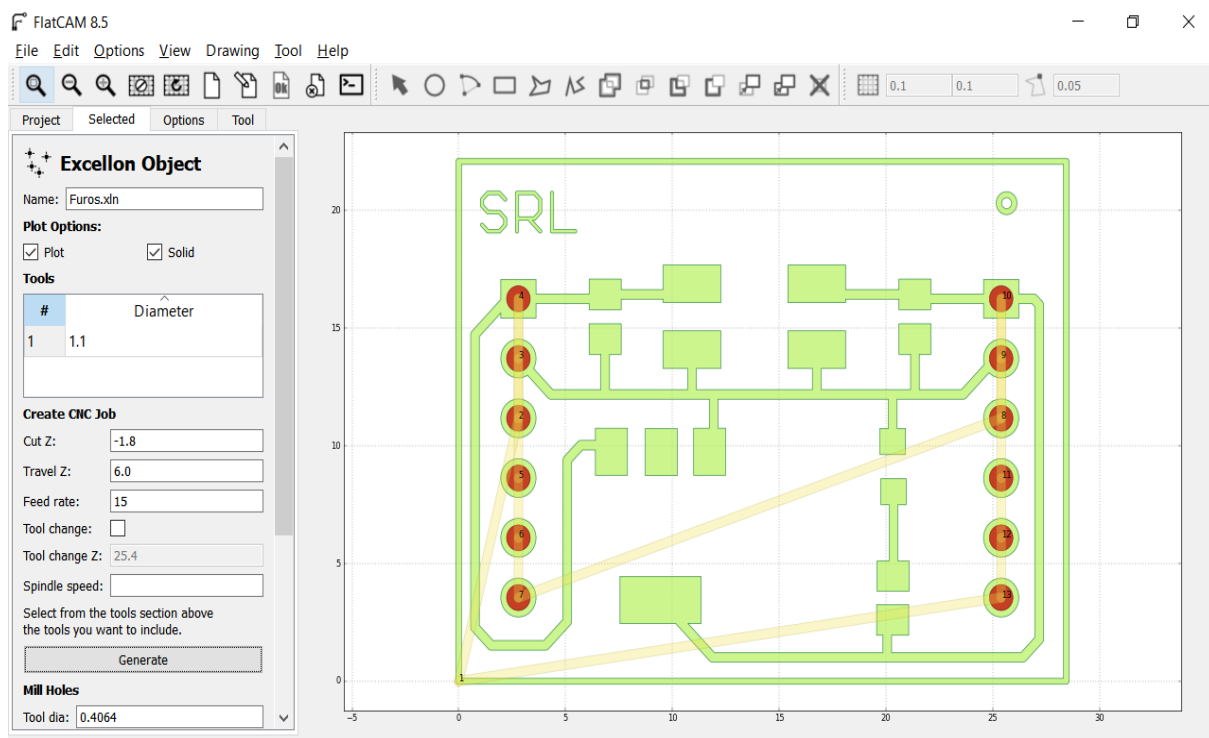 FlatCAM 8.5
File Edit Options View Drawing Tool Help
0.1 0.1 0.05
Project Selected Options Tool
Excellon Object
Name: Furos.xln
Plot Options:
Plot Solid
Tools
# Diameter
1 1.1
Create CNC Job
Cut Z: -1.8
Travel Z: 6.0
Feed rate: 15
Tool change:
Tool change Z: 25.4
Spindle speed:
Select from the tools section above
the tools you want to include.
Generate
Mill Holes
Tool dia: 0.4064
SRL
20
15
10
5
0
4 10
3 9
2 8
5 11
6 12
7 13
1
−5 0 5 10 15 20 25 30